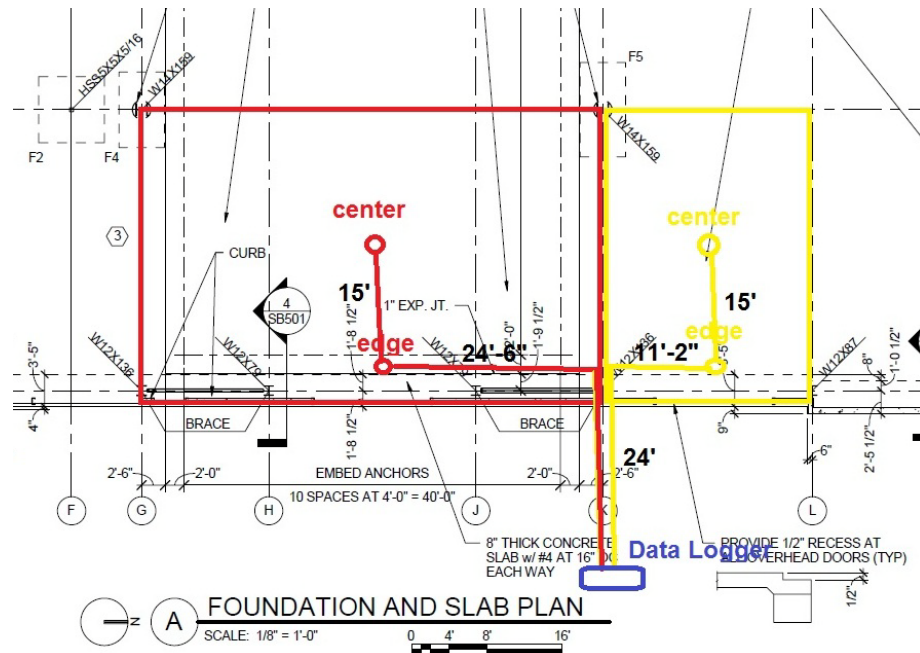 HSS5X5X5/16
W14X159
F5
W14X159
F2
F4
center
center
3
CURB
4
SB501
15'
1" EXP. JT.
15'
2'-0"
1'-9 1/2"
1'-8 1/2"
edge
24'-6"
edge
11'-2"
W12X136
W12X79
W12X87
3'-5"
4"
8"
1'-0 1/2"
BRACE
BRACE
1'-8 1/2"
9"
2'-5 1/2"
6"
24'
2'-6"
2'-0"
EMBED ANCHORS
10 SPACES AT 4'-0" = 40'-0"
2'-0"
2'-6"
F
G
H
J
K
L
8" THICK CONCRETE
SLAB w/ #4 AT 16" OC
EACH WAY
Data Logger
PROVIDE 1/2" RECESS AT
OVERHEAD DOORS (TYP)
1/2"
N
A
FOUNDATION AND SLAB PLAN
SCALE: 1/8" = 1'-0"
0 4' 8' 16'